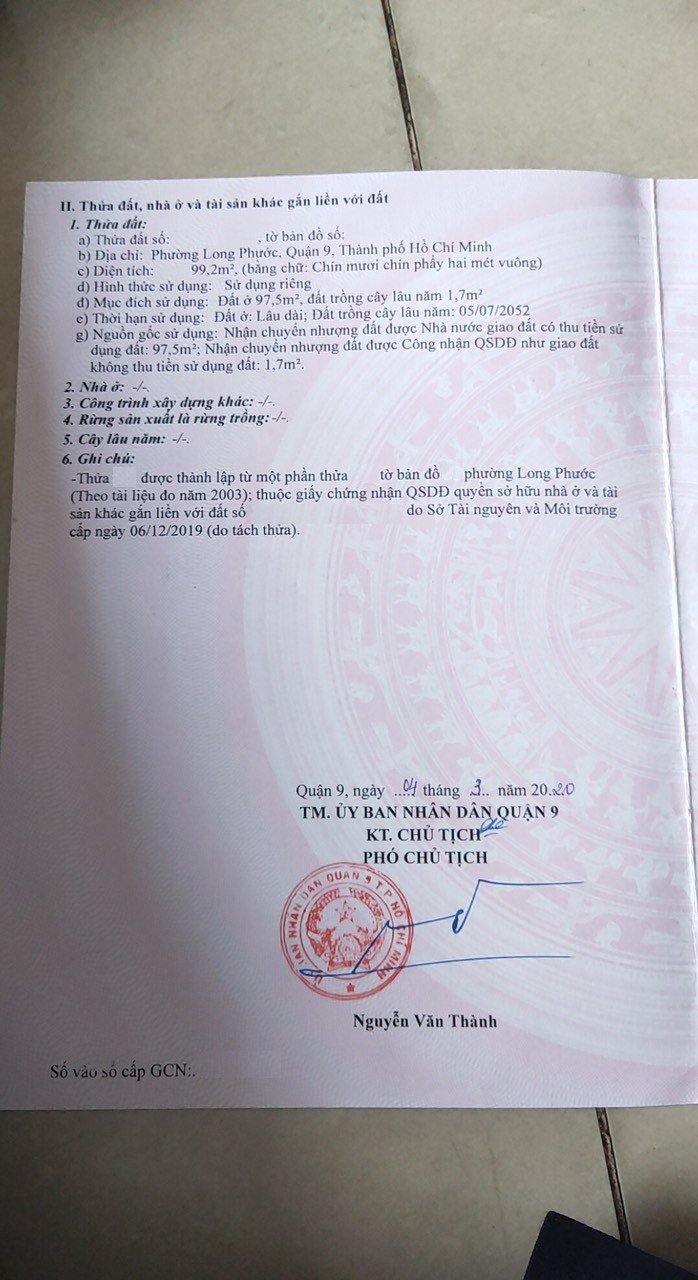 II. Thửa đất, nhà ở và tài sản khác gắn liền với đất
1. Thửa đất:
a) Thửa đất số: , tờ bản đồ số:
b) Địa chỉ: Phường Long Phước, Quận 9, Thành phố Hồ Chí Minh
c) Diện tích: 99,2m², (bằng chữ: Chín mươi chín phẩy hai mét vuông)
d) Hình thức sử dụng: Sử dụng riêng
đ) Mục đích sử dụng: Đất ở 97,5m², đất trồng cây lâu năm 1,7m²
e) Thời hạn sử dụng: Đất ở: Lâu dài; Đất trồng cây lâu năm: 05/07/2052
g) Nguồn gốc sử dụng: Nhận chuyển nhượng đất được Nhà nước giao đất có thu tiền sử
dụng đất: 97,5m²; Nhận chuyển nhượng đất được Công nhận QSDĐ như giao đất
không thu tiền sử dụng đất: 1,7m².
2. Nhà ở: -/-.
3. Công trình xây dựng khác: -/-.
4. Rừng sản xuất là rừng trồng: -/-.
5. Cây lâu năm: -/-.
6. Ghi chú:
-Thửa được thành lập từ một phần thửa tờ bản đồ phường Long Phước
(Theo tài liệu đo năm 2003); thuộc giấy chứng nhận QSDĐ quyền sở hữu nhà ở và tài
sản khác gắn liền với đất số do Sở Tài nguyên và Môi trường
cấp ngày 06/12/2019 (do tách thửa).
Quận 9, ngày ...04 tháng .3.. năm 20.20
TM. ỦY BAN NHÂN DÂN QUẬN 9
KT. CHỦ TỊCH
PHÓ CHỦ TỊCH
ỦY BAN NHÂN DÂN QUẬN 9 T.P HỒ CHÍ MINH
Nguyễn Văn Thành
Số vào sổ cấp GCN:.